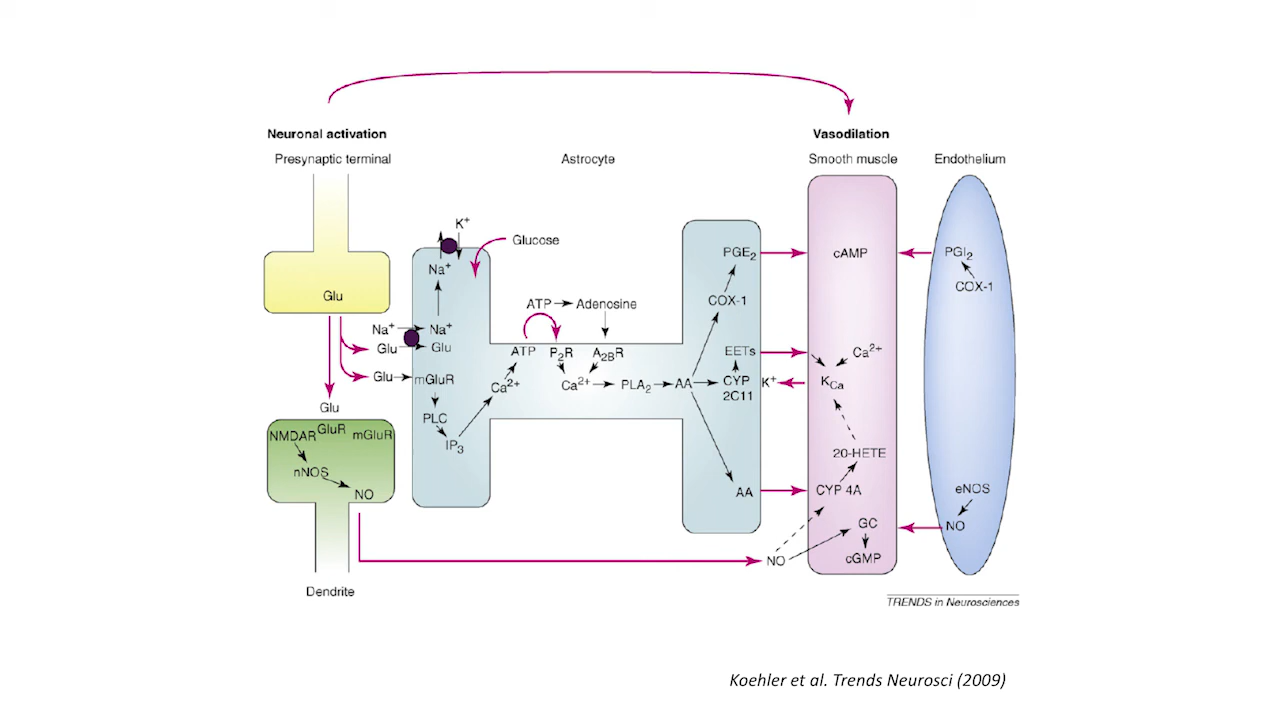 Neuronal activation
Vasodilation
Presynaptic terminal
Astrocyte
Smooth muscle
Endothelium
K⁺
Glucose
Na⁺
PGE₂
cAMP
PGI₂
COX-1
Glu
ATP
Adenosine
COX-1
Na⁺
Na⁺
Glu
Glu
ATP
P₂R
A₂BR
EETs
Ca²⁺
Glu
mGluR
Ca²⁺
Ca²⁺
PLA₂
AA
CYP
2C11
K⁺
KCa
Glu
PLC
IP₃
NMDAR
GluR
mGluR
20-HETE
nNOS
NO
AA
CYP 4A
eNOS
GC
NO
NO
cGMP
Dendrite
TRENDS in Neurosciences
Koehler et al. Trends Neurosci (2009)